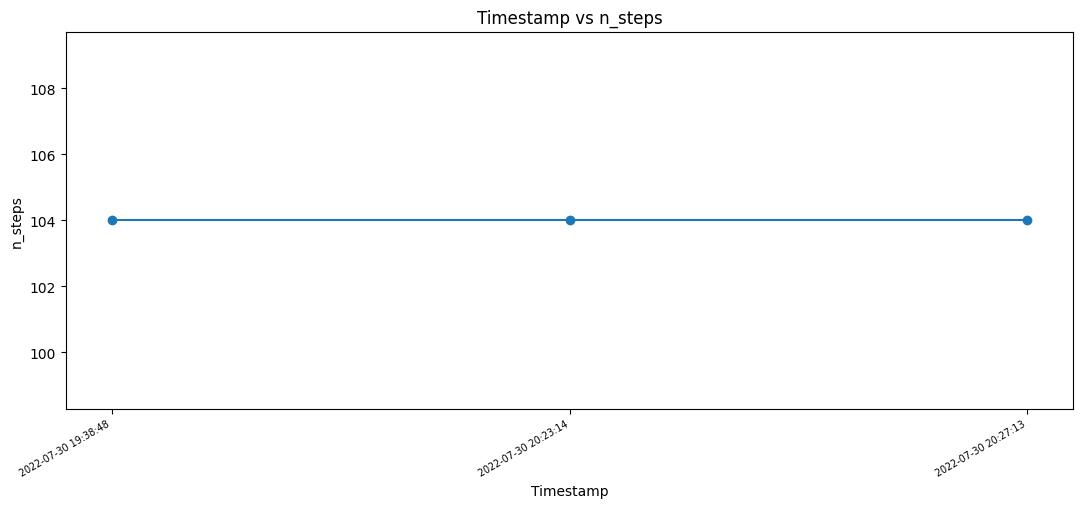 Timestamp vs n_steps
108
106
104
102
100
n_steps
2022-07-30 19:38:48
2022-07-30 20:23:14
2022-07-30 20:27:13
Timestamp